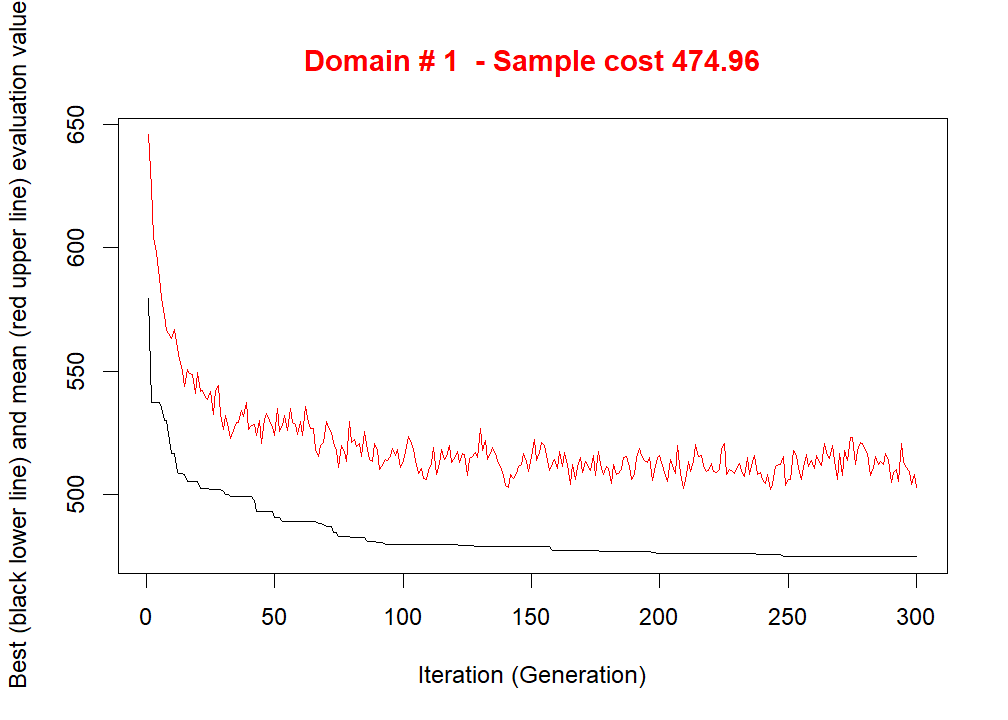 Domain # 1  - Sample cost 474.96
Best (black lower line) and mean (red upper line) evaluation value
650
600
550
500
0 50 100 150 200 250 300
Iteration (Generation)